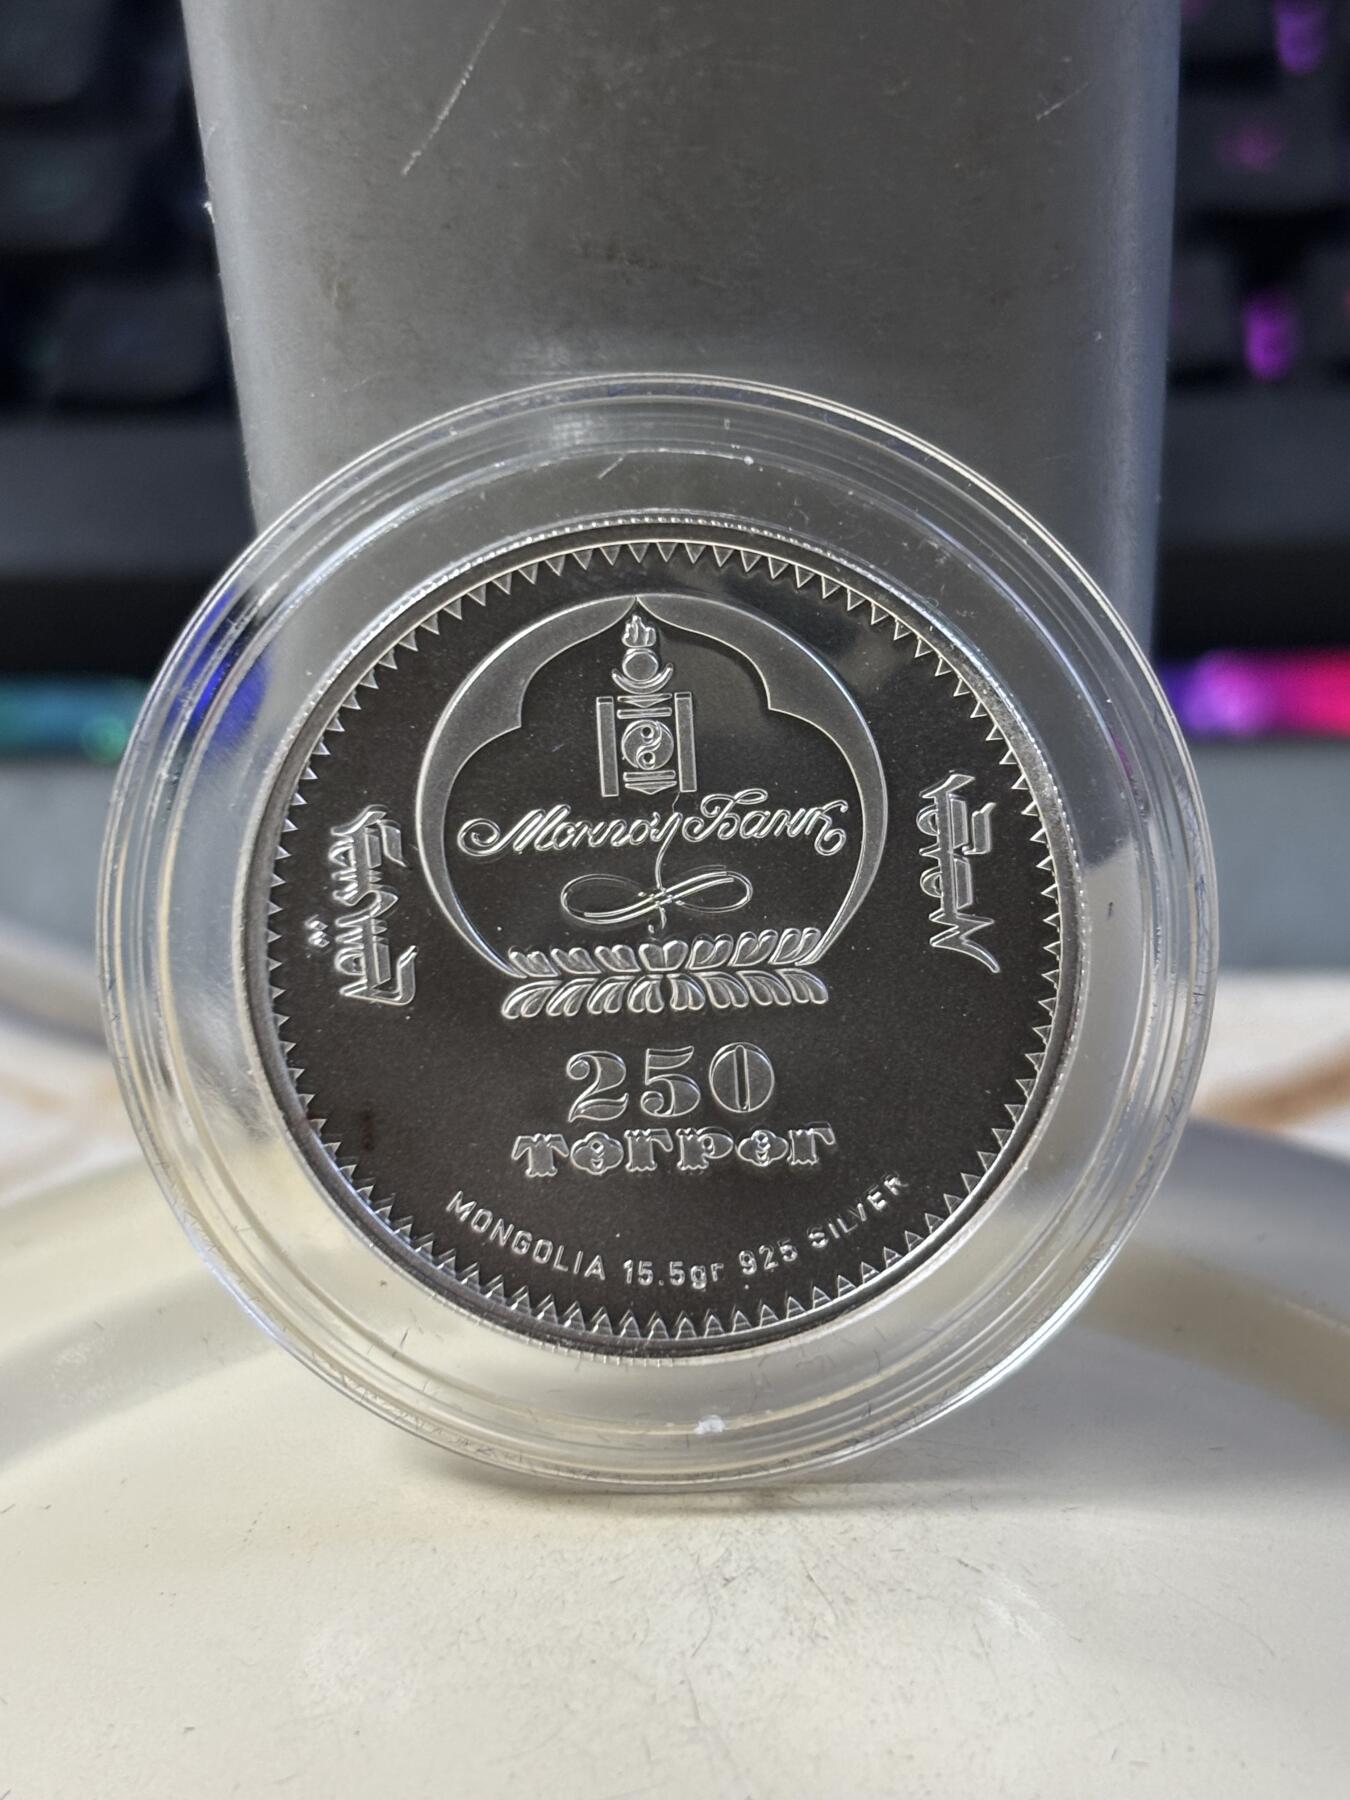 Монгол Банк
250
төгрөг
MONGOLIA 15.5gr 925 SILVER